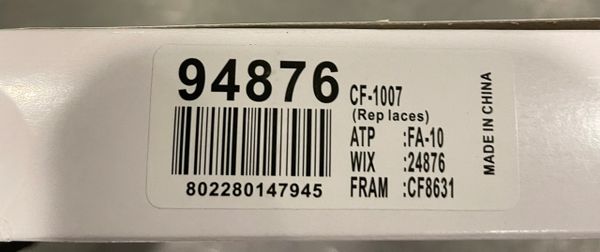 94876
802280147945
CF-1007
(Rep laces)
ATP :FA-10
WIX :24876
FRAM :CF8631
MADE IN CHINA